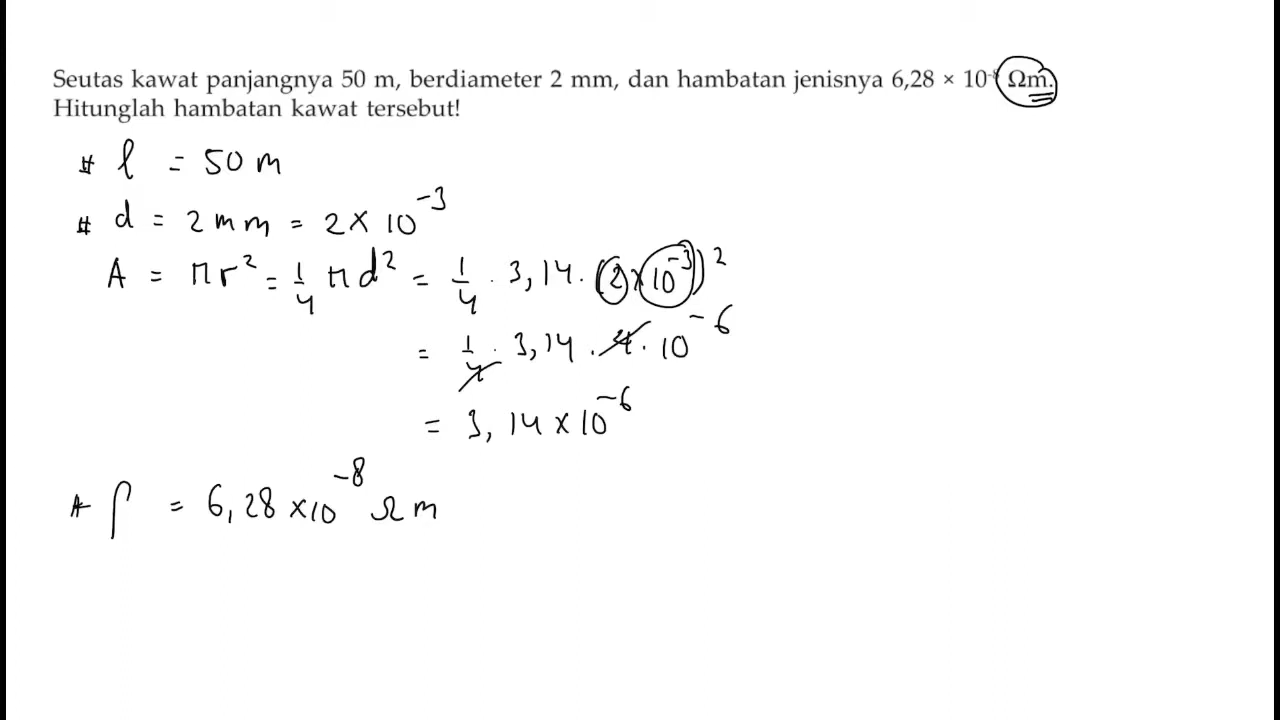 Seutas kawat panjangnya 50 m, berdiameter 2 mm, dan hambatan jenisnya 6,28 × 10⁻⁸ Ωm.
Hitunglah hambatan kawat tersebut!
# l = 50 m
# d = 2 mm = 2 × 10⁻³
A = πr² = 1/4 πd² = 1/4 . 3,14 . (2 × 10⁻³)²
= 1/4 . 3,14 . 4 . 10⁻⁶
= 3,14 × 10⁻⁶
# ρ = 6,28 × 10⁻⁸ Ω m